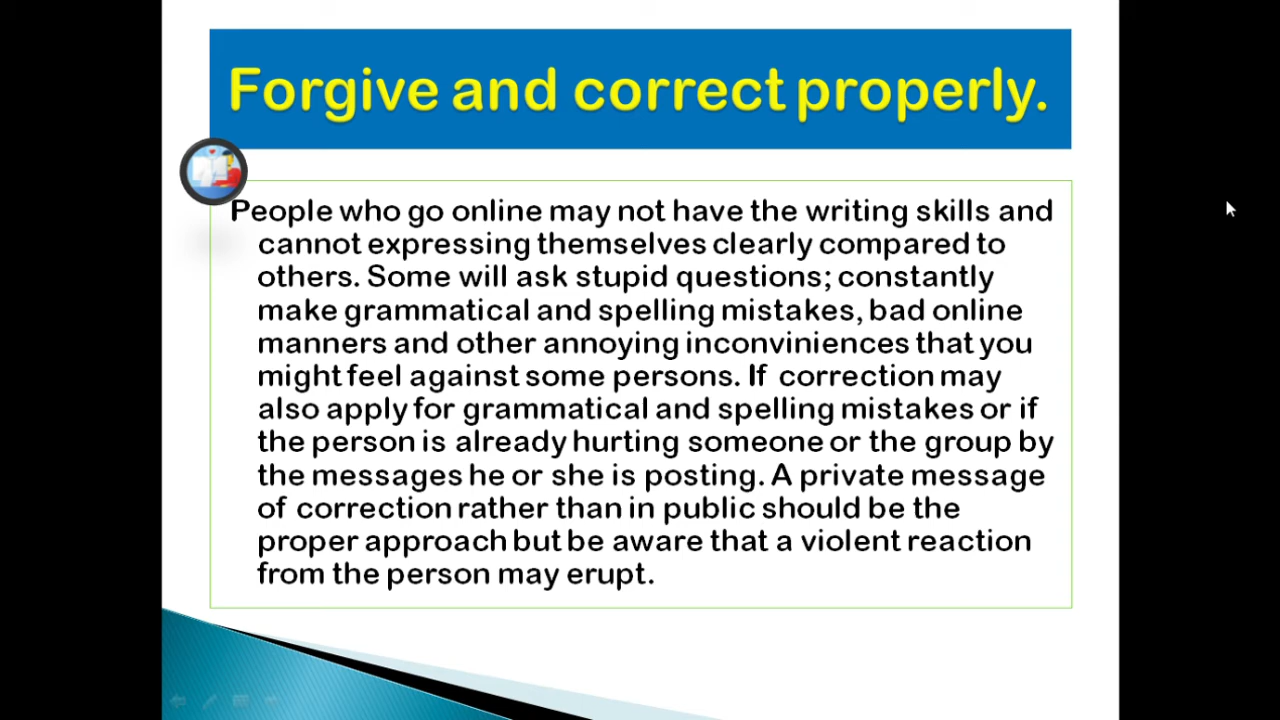 Forgive and correct properly.
People who go online may not have the writing skills and
cannot expressing themselves clearly compared to
others. Some will ask stupid questions; constantly
make grammatical and spelling mistakes, bad online
manners and other annoying inconviniences that you
might feel against some persons. If correction may
also apply for grammatical and spelling mistakes or if
the person is already hurting someone or the group by
the messages he or she is posting. A private message
of correction rather than in public should be the
proper approach but be aware that a violent reaction
from the person may erupt.